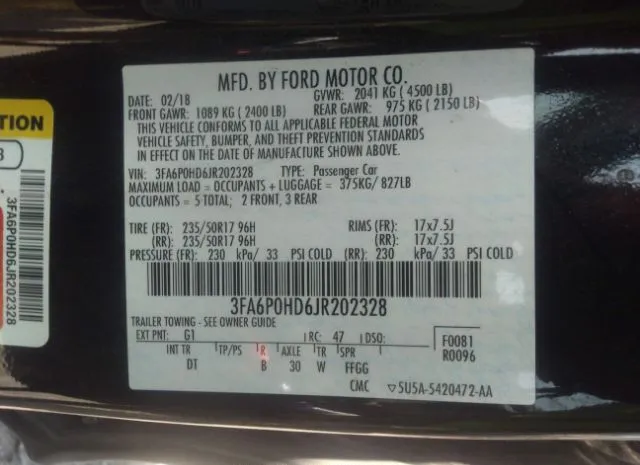 MFD. BY FORD MOTOR CO.
DATE: 02/18 GVWR: 2041 KG ( 4500 LB)
FRONT GAWR: 1089 KG ( 2400 LB) REAR GAWR: 975 KG ( 2150 LB)
THIS VEHICLE CONFORMS TO ALL APPLICABLE FEDERAL MOTOR
VEHICLE SAFETY, BUMPER, AND THEFT PREVENTION STANDARDS
IN EFFECT ON THE DATE OF MANUFACTURE SHOWN ABOVE.
VIN: 3FA6P0HD6JR202328 TYPE: Passenger Car
MAXIMUM LOAD = OCCUPANTS + LUGGAGE = 375KG/ 827LB
OCCUPANTS = 5 TOTAL; 2 FRONT, 3 REAR
TIRE (FR): 235/50R17 96H RIMS (FR): 17x7.5J
(RR): 235/50R17 96H (RR): 17x7.5J
PRESSURE (FR): 230 kPa/ 33 PSI COLD (RR): 230 kPa/ 33 PSI COLD
3FA6P0HD6JR202328
TRAILER TOWING - SEE OWNER GUIDE
EXT PNT: G1 RC: 47 DSO: F0081
INT TR TP/PS R AXLE TR SPR R0096
DT B 30 W FFGG
CMC ▽5U5A-5420472-AA
TION
3
3FA6P0HD6JR202328